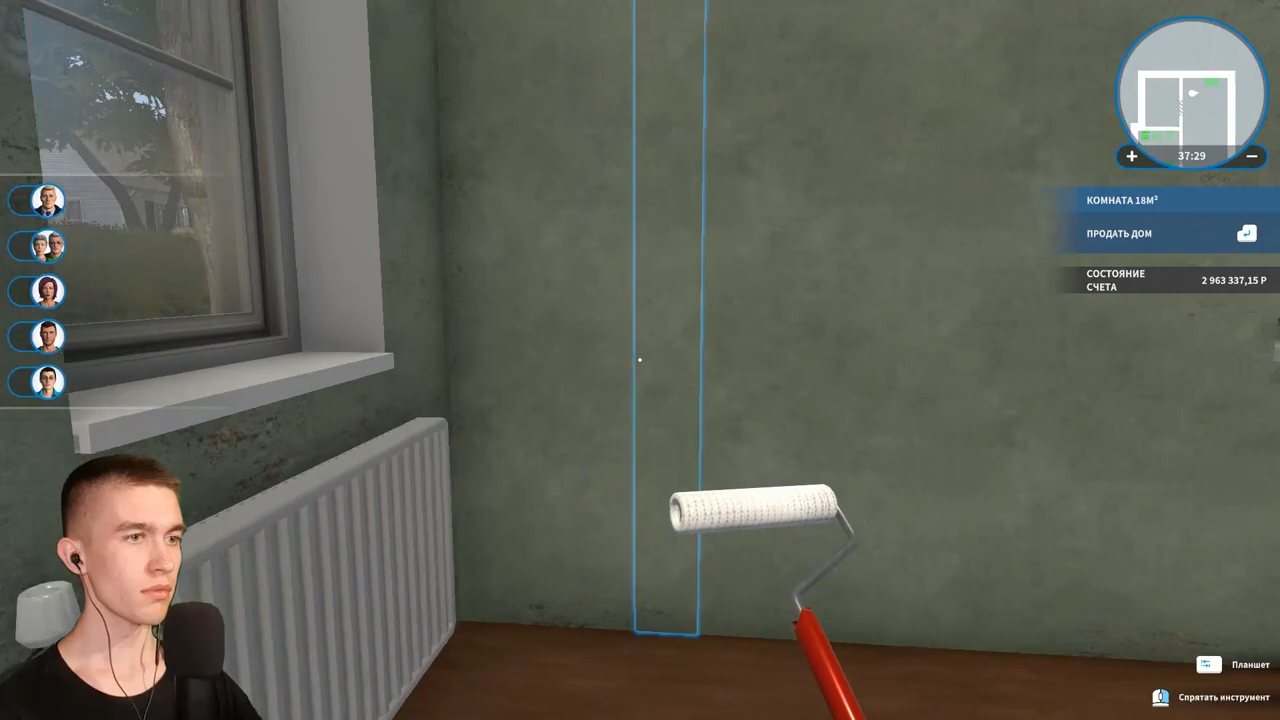 + 37:29 −
КОМНАТА 18М²
ПРОДАТЬ ДОМ
СОСТОЯНИЕ
СЧЕТА
2 963 337,15 Р
Планшет
Спрятать инструмент